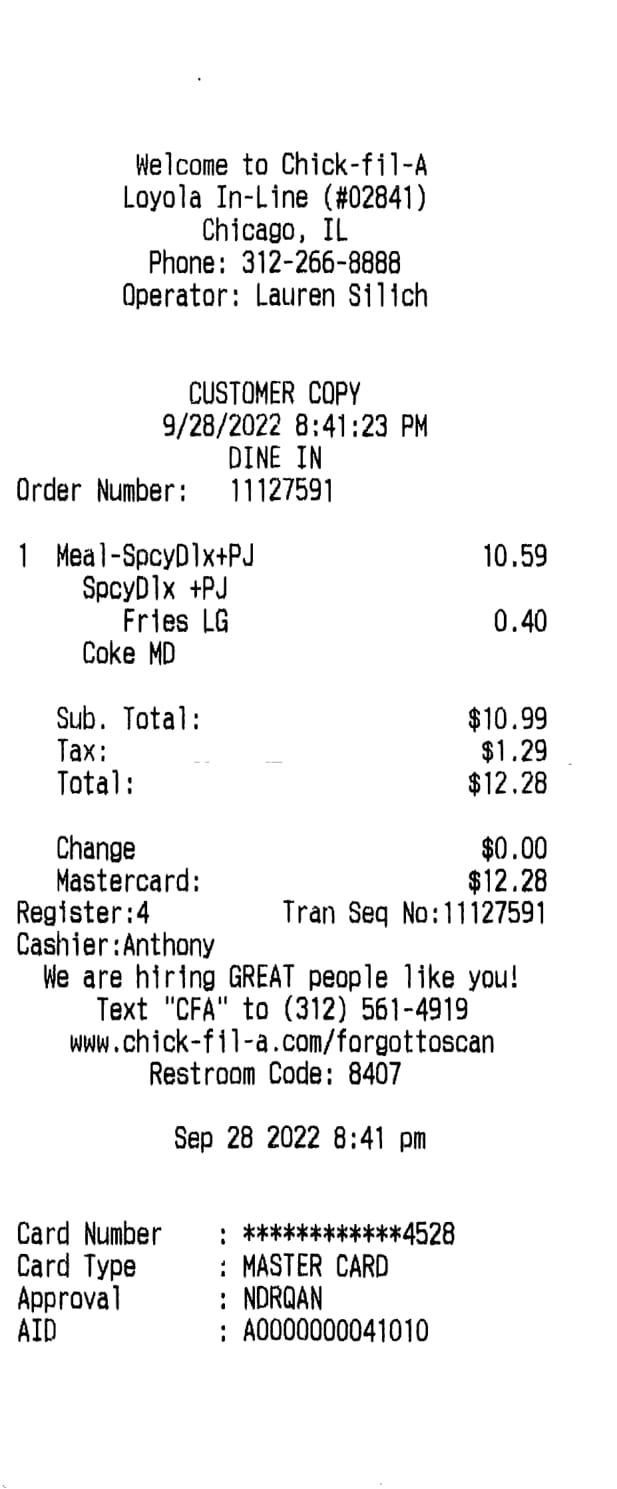 Welcome to Chick-fil-A
Loyola In-Line (#02841)
Chicago, IL
Phone: 312-266-8888
Operator: Lauren Silich
CUSTOMER COPY
9/28/2022 8:41:23 PM
DINE IN
Order Number: 11127591
1 Meal-SpcyDlx+PJ 10.59
SpcyDlx +PJ
Fries LG 0.40
Coke MD
Sub. Total: $10.99
Tax: $1.29
Total: $12.28
Change $0.00
Mastercard: $12.28
Register:4 Tran Seq No:11127591
Cashier:Anthony
We are hiring GREAT people like you!
Text "CFA" to (312) 561-4919
www.chick-fil-a.com/forgottoscan
Restroom Code: 8407
Sep 28 2022 8:41 pm
Card Number : ************4528
Card Type : MASTER CARD
Approval : NDRQAN
AID : A0000000041010